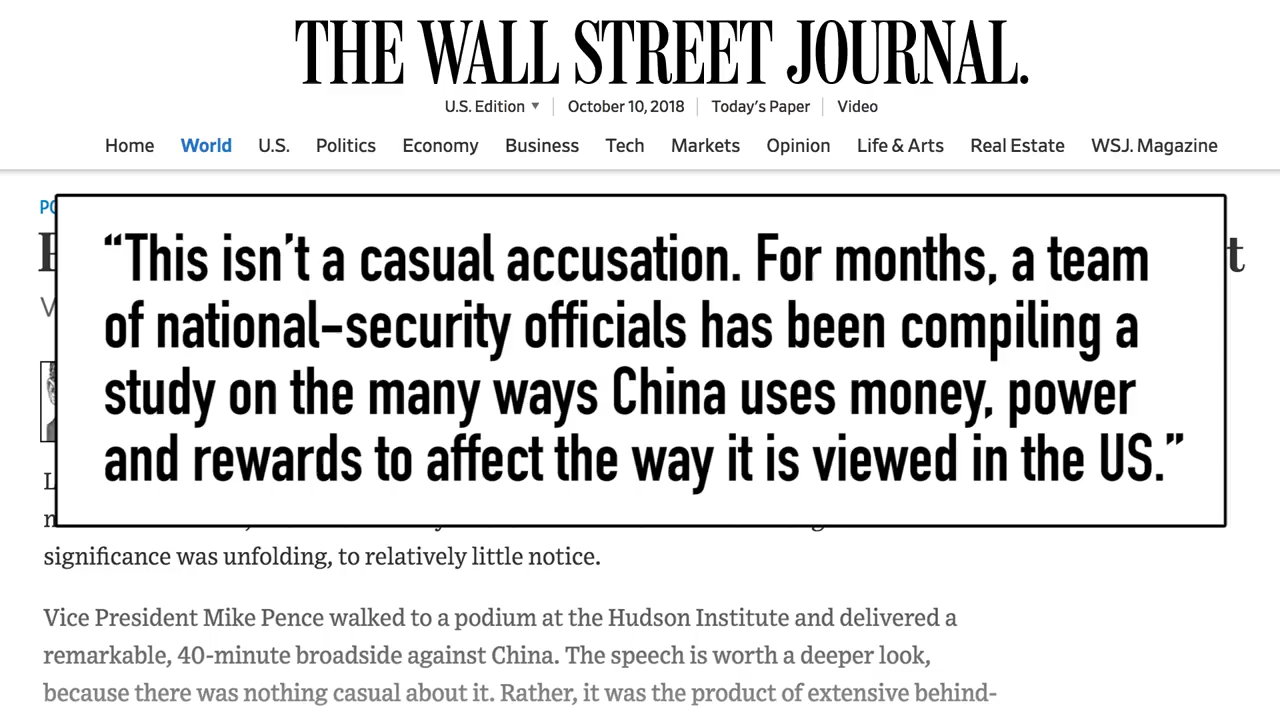 THE WALL STREET JOURNAL.
U.S. Edition ▼ October 10, 2018 Today's Paper Video
Home World U.S. Politics Economy Business Tech Markets Opinion Life & Arts Real Estate WSJ. Magazine
“This isn't a casual accusation. For months, a team
of national-security officials has been compiling a
study on the many ways China uses money, power
and rewards to affect the way it is viewed in the US.”
significance was unfolding, to relatively little notice.
Vice President Mike Pence walked to a podium at the Hudson Institute and delivered a
remarkable, 40-minute broadside against China. The speech is worth a deeper look,
because there was nothing casual about it. Rather, it was the product of extensive behind-